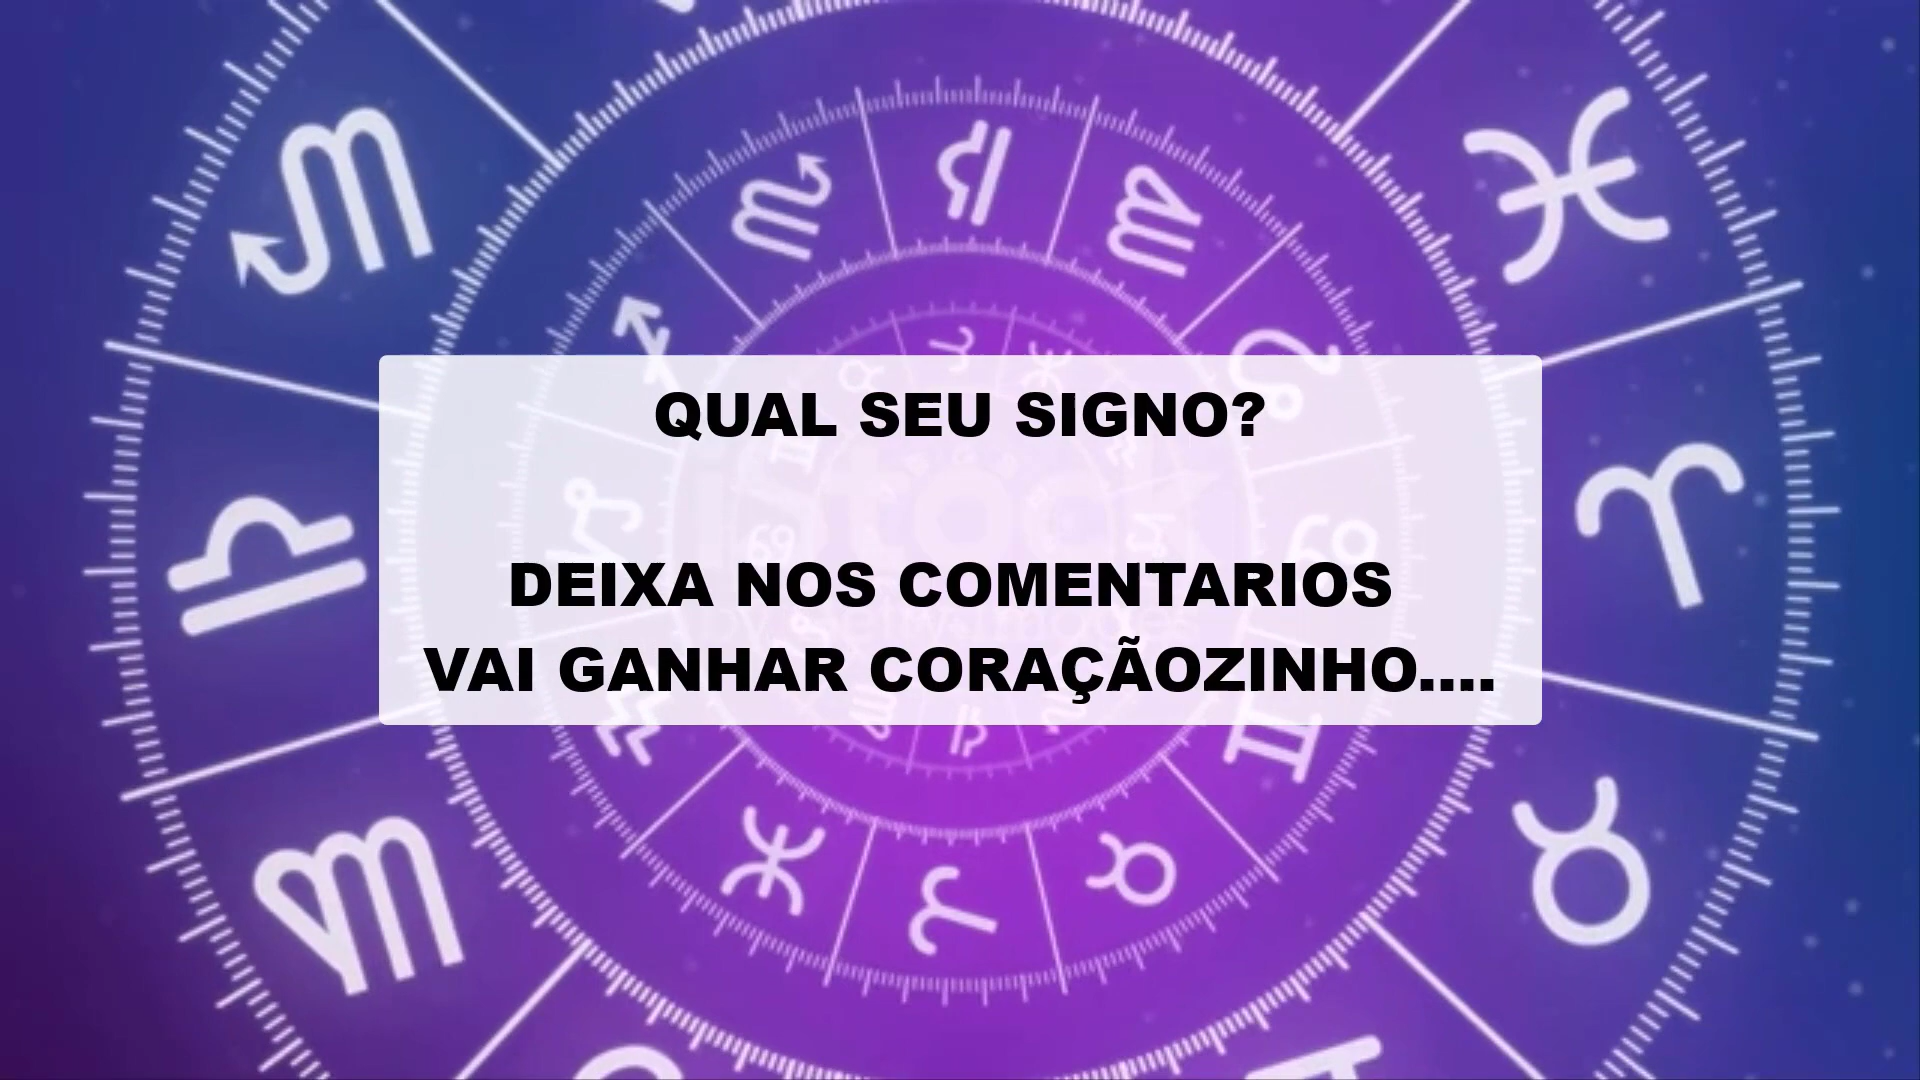 QUAL SEU SIGNO?
DEIXA NOS COMENTARIOS
VAI GANHAR CORAÇÃOZINHO....